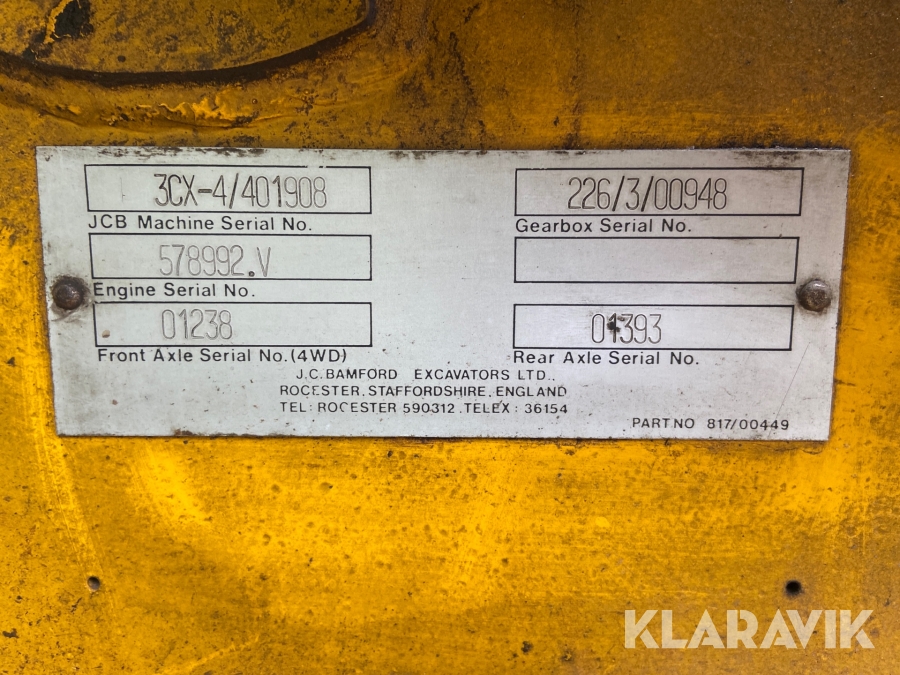 3CX-4/401908
JCB Machine Serial No.
226/3/00948
Gearbox Serial No.
578992.V
Engine Serial No.
01238
Front Axle Serial No.(4WD)
01393
Rear Axle Serial No.
J.C.BAMFORD EXCAVATORS LTD.,
ROCESTER, STAFFORDSHIRE, ENGLAND
TEL: ROCESTER 590312. TELEX: 36154
PART NO 817/00449
KLARAVIK